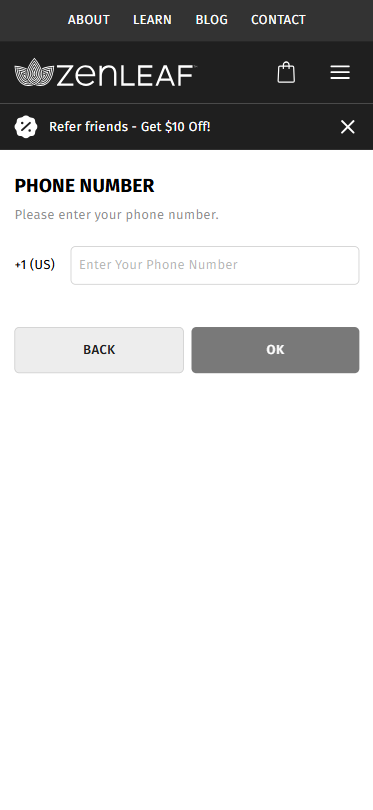 ABOUT LEARN BLOG CONTACT
zenLEAF
Refer friends - Get $10 Off!
PHONE NUMBER
Please enter your phone number.
+1 (US) Enter Your Phone Number
BACK OK